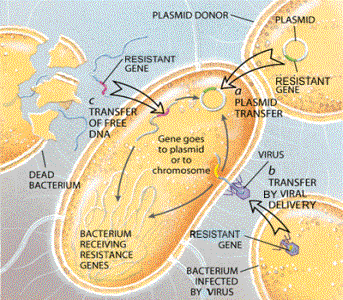 PLASMID DONOR
PLASMID
RESISTANT
GENE
RESISTANT
GENE
a
PLASMID
TRANSFER
c
TRANSFER
OF FREE
DNA
Gene goes
to plasmid
or to
chromosome
VIRUS
b
TRANSFER
BY VIRAL
DELIVERY
DEAD
BACTERIUM
RESISTANT
GENE
BACTERIUM
RECEIVING
RESISTANCE
GENES
BACTERIUM
INFECTED
BY VIRUS